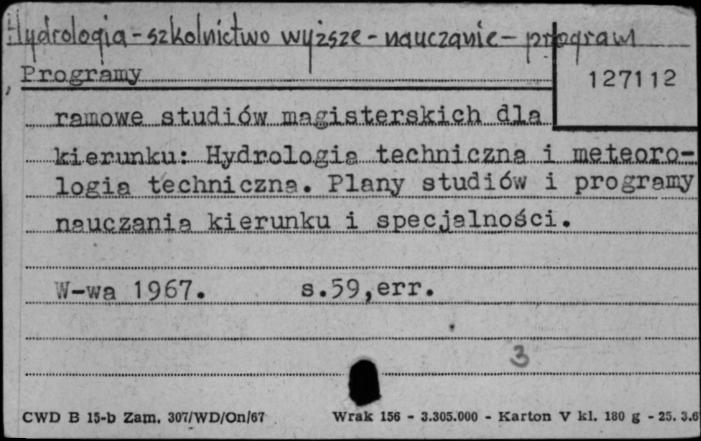 Hydrologia - szkolnictwo wyższe - nauczanie - program
Programy
127112
ramowe studiów magisterskich dla
kierunku: Hydrologia techniczna i meteoro-
logia techniczna. Plany studiów i programy
nauczania kierunku i specjalności.
W-wa 1967. s.59,err.
3
CWD B 15-b Zam. 307/WD/On/67 Wrak 156 - 3.305.000 - Karton V kl. 180 g - 25. 3.6